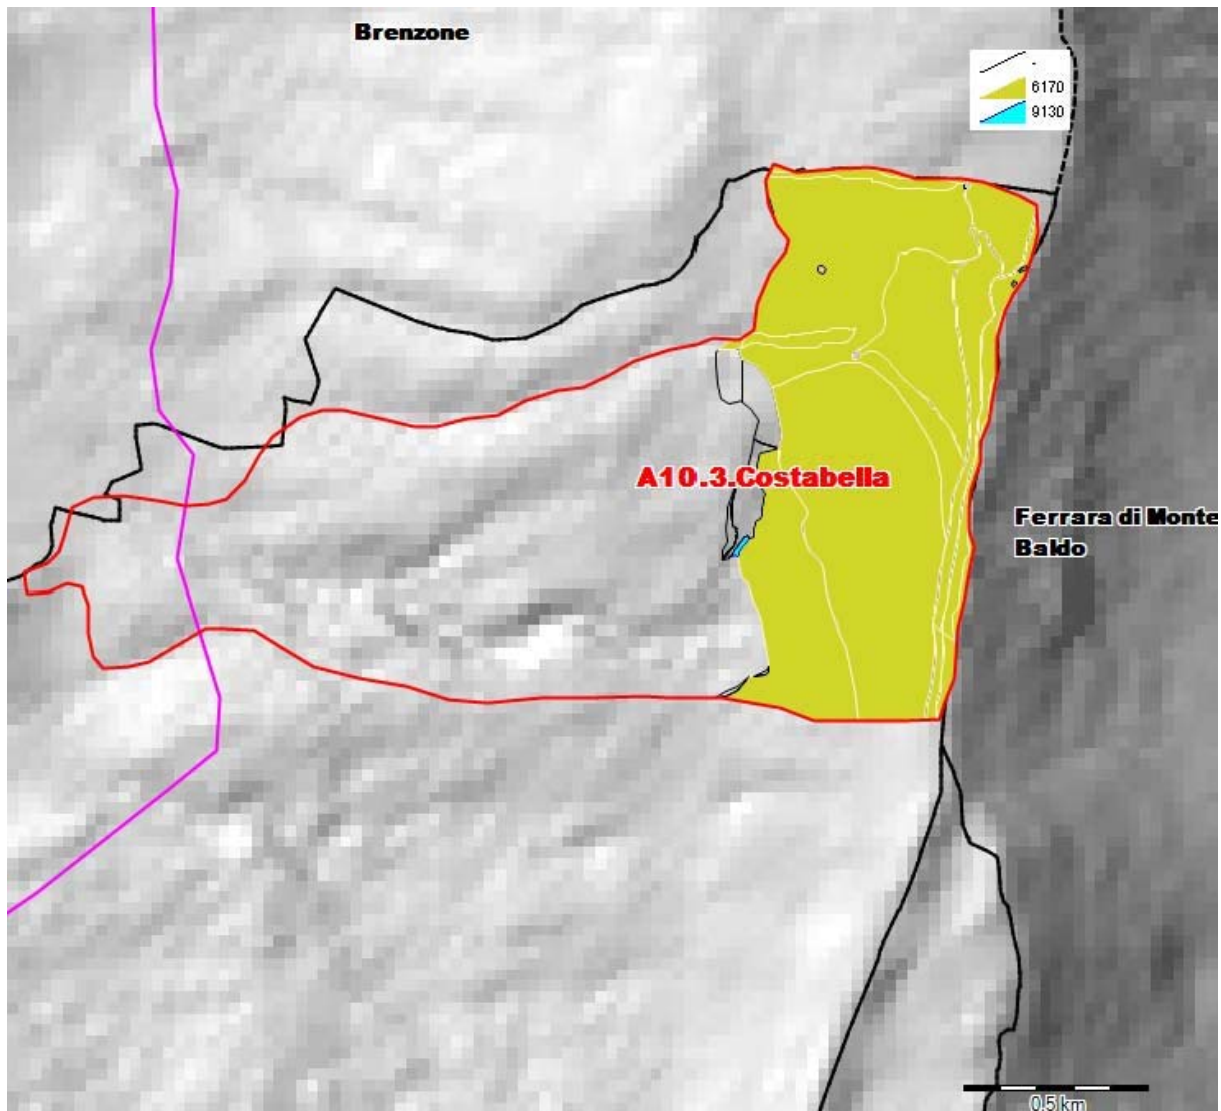 Brenzone
-
6170
9130
A10.3.Costabella
Ferrara di Monte
Baldo
0.5 km